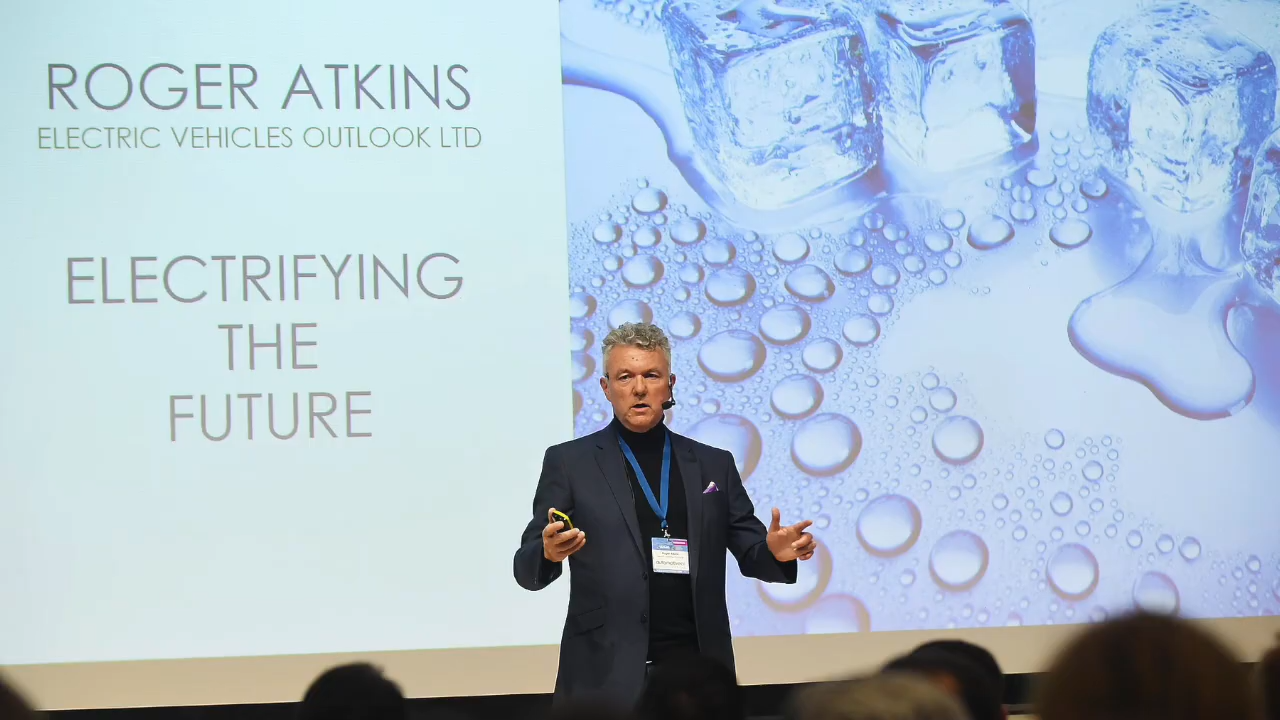 ROGER ATKINS
ELECTRIC VEHICLES OUTLOOK LTD
ELECTRIFYING
THE
FUTURE